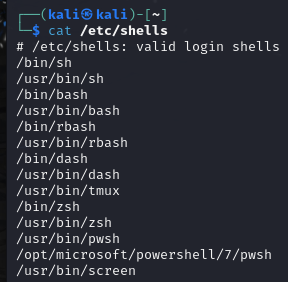 ┌──(kali㉿kali)-[~]
└─$ cat /etc/shells
# /etc/shells: valid login shells
/bin/sh
/usr/bin/sh
/bin/bash
/usr/bin/bash
/bin/rbash
/usr/bin/rbash
/bin/dash
/usr/bin/dash
/usr/bin/tmux
/bin/zsh
/usr/bin/zsh
/usr/bin/pwsh
/opt/microsoft/powershell/7/pwsh
/usr/bin/screen